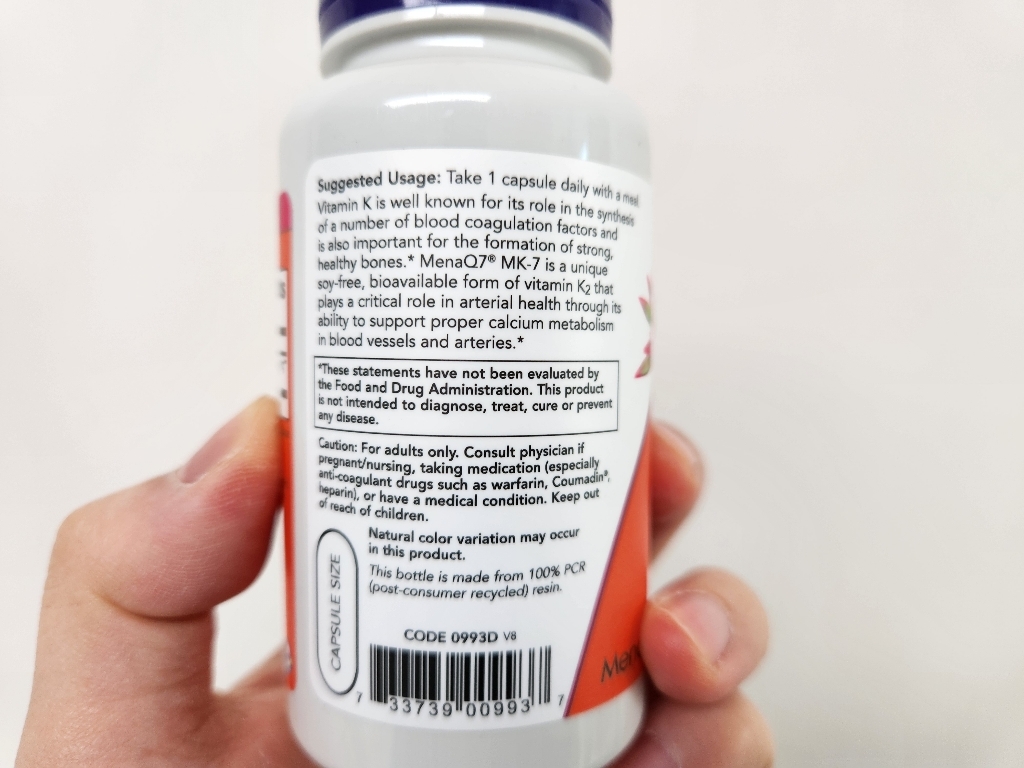 Suggested Usage: Take 1 capsule daily with a meal.
Vitamin K is well known for its role in the synthesis
of a number of blood coagulation factors and
is also important for the formation of strong,
healthy bones.* MenaQ7® MK-7 is a unique
soy-free, bioavailable form of vitamin K2 that
plays a critical role in arterial health through its
ability to support proper calcium metabolism
in blood vessels and arteries.*
*These statements have not been evaluated by
the Food and Drug Administration. This product
is not intended to diagnose, treat, cure or prevent
any disease.
Caution: For adults only. Consult physician if
pregnant/nursing, taking medication (especially
anti-coagulant drugs such as warfarin, Coumadin®,
heparin), or have a medical condition. Keep out
of reach of children.
Natural color variation may occur
in this product.
This bottle is made from 100% PCR
(post-consumer recycled) resin.
CAPSULE SIZE
CODE 0993D V8
7 33739 00993 7
Men